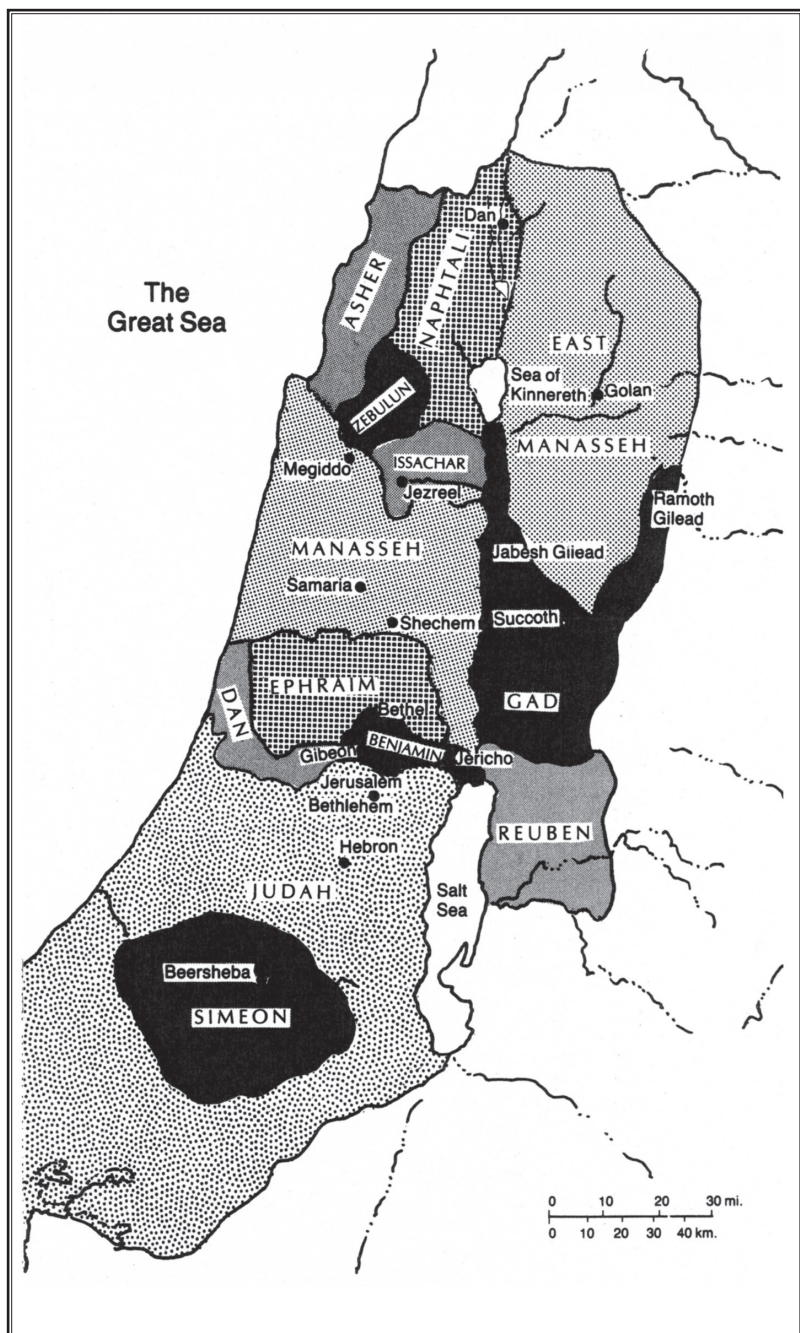 Dan
ASHER
NAPHTALI
The
Great Sea
EAST
Sea of
Kinnereth
Golan
ZEBULUN
MANASSEH
Megiddo
ISSACHAR
Jezreel
Ramoth
Gilead
MANASSEH
Jabesh Gilead
Samaria
Shechem
Succoth
EPHRAIM
DAN
Bethel
GAD
Gibeon
BENJAMIN
Jericho
Jerusalem
Bethlehem
REUBEN
Hebron
JUDAH
Salt
Sea
Beersheba
SIMEON
0 10 20 30 mi.
0 10 20 30 40 km.